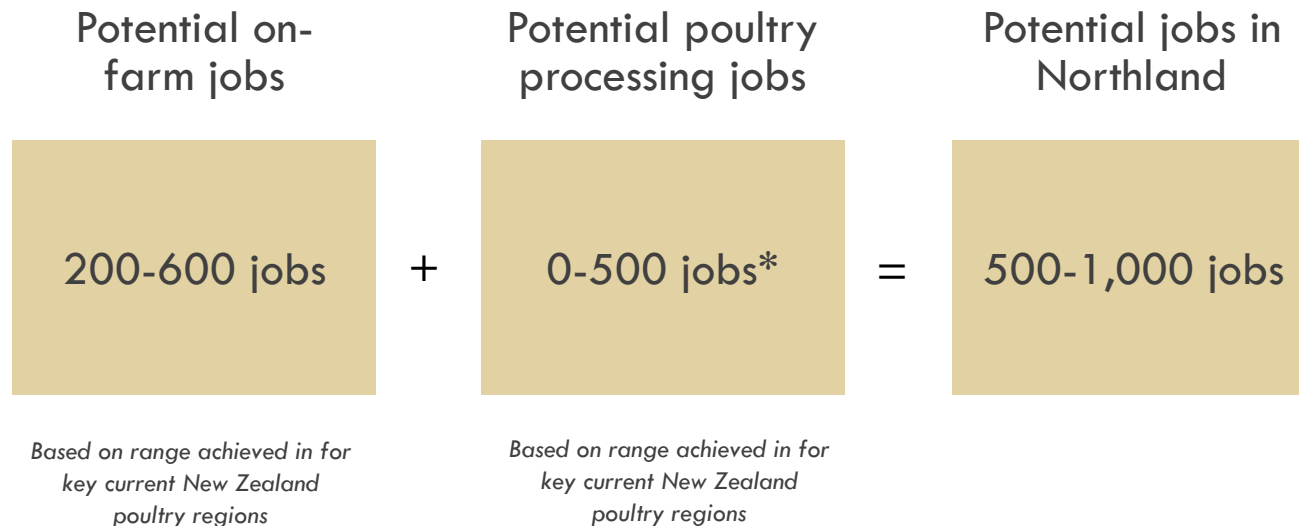 Potential on-
farm jobs
Potential poultry
processing jobs
Potential jobs in
Northland
200-600 jobs
+
0-500 jobs*
=
500-1,000 jobs
Based on range achieved in for
key current New Zealand
poultry regions
Based on range achieved in for
key current New Zealand
poultry regions